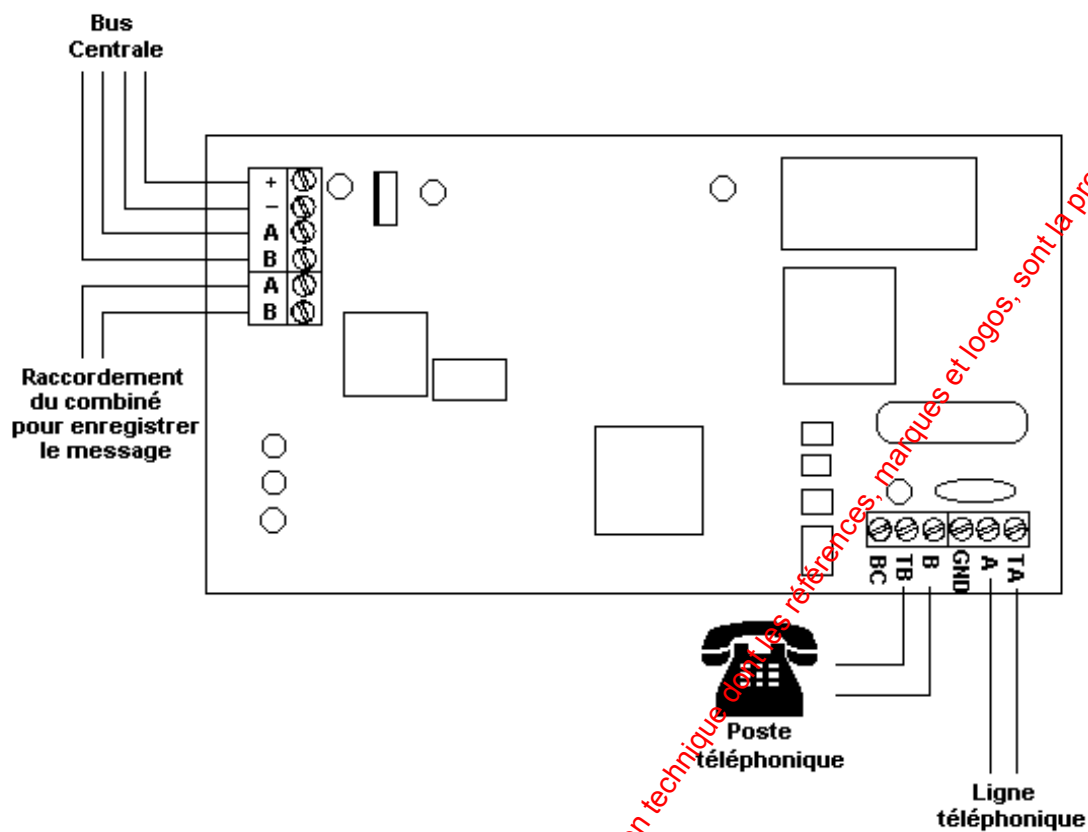 Bus
Centrale
+
−
A
B
A
B
Raccordement
du combiné
pour enregistrer
le message
BC
TB
B
GND
A
TA
Poste
téléphonique
Ligne
téléphonique
en technique dont les références, marques et logos, sont la pro